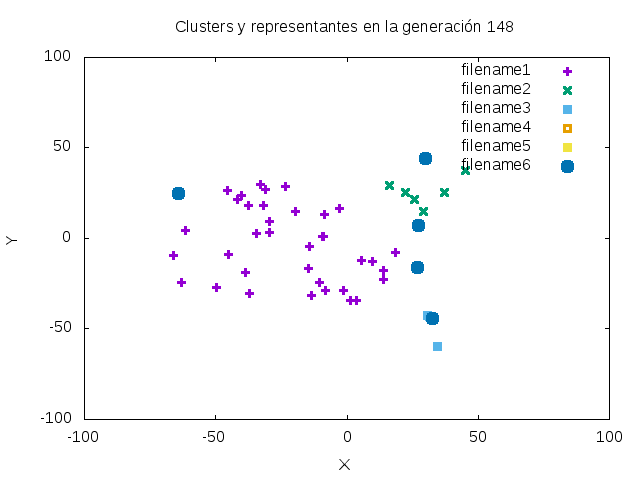 Clusters y representantes en la generación 148
100
50
0
-50
-100
-100
-50
0
50
100
Y
X
filename1
filename2
filename3
filename4
filename5
filename6